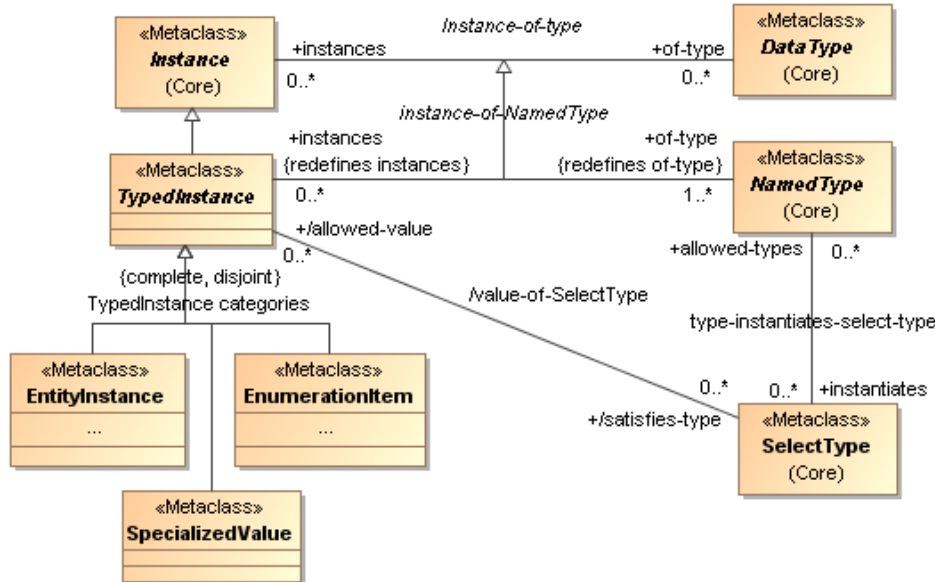 «Metaclass»
Instance
(Core)
+instances
0..*
Instance-of-type
+of-type
0..*
«Metaclass»
DataType
(Core)
instance-of-NamedType
«Metaclass»
TypedInstance
+instances
{redefines instances}
0..*
+of-type
{redefines of-type}
1..*
«Metaclass»
NamedType
(Core)
+/allowed-value
0..*
+allowed-types
0..*
{complete, disjoint}
TypedInstance categories
/value-of-SelectType
type-instantiates-select-type
«Metaclass»
EntityInstance
...
«Metaclass»
EnumerationItem
...
0..*
+/satisfies-type
0..*
+instantiates
«Metaclass»
SelectType
(Core)
«Metaclass»
SpecializedValue